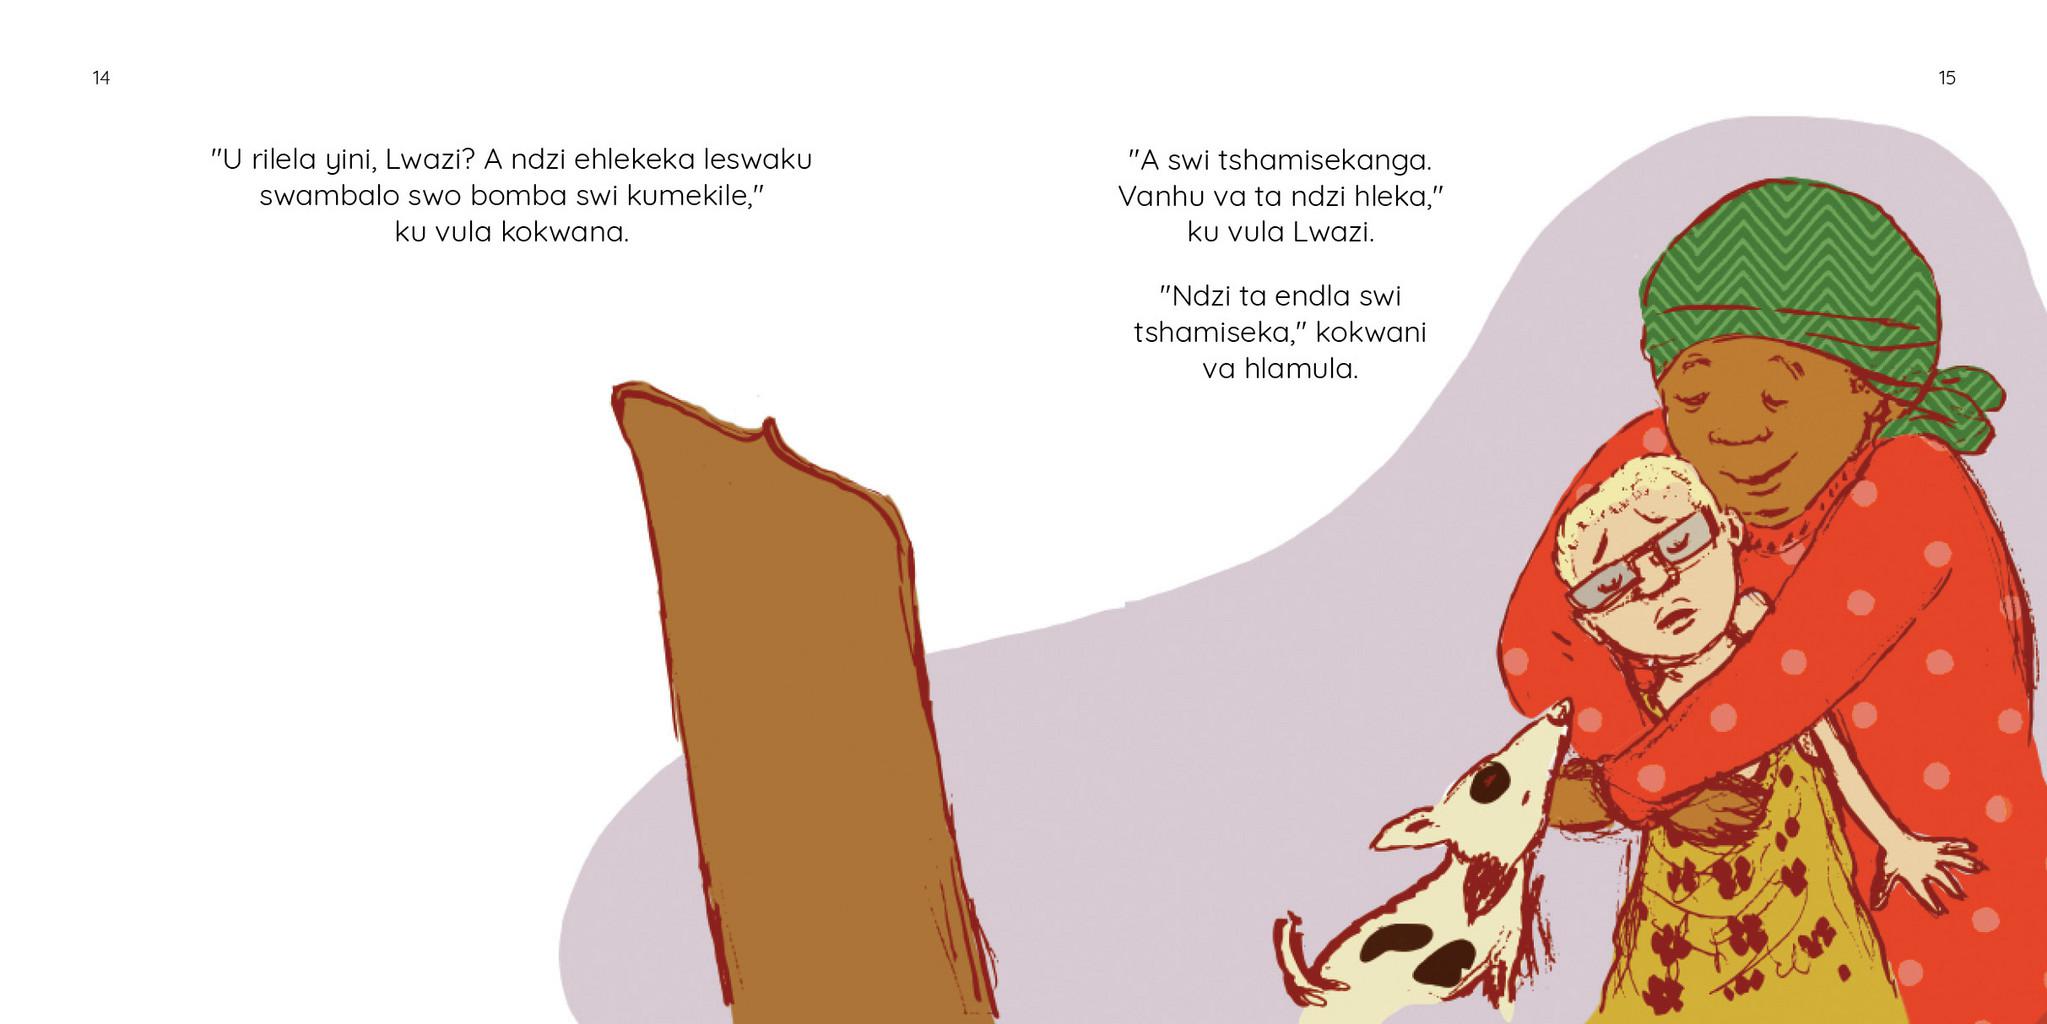 14
"U rilela yini, Lwazi? A ndzi ehlekeka leswaku
swambalo swo bomba swi kumekile,"
ku vula kokwana.
15
"A swi tshamisekanga.
Vanhu va ta ndzi hleka,"
ku vula Lwazi.
"Ndzi ta endla swi
tshamiseka," kokwani
va hlamula.